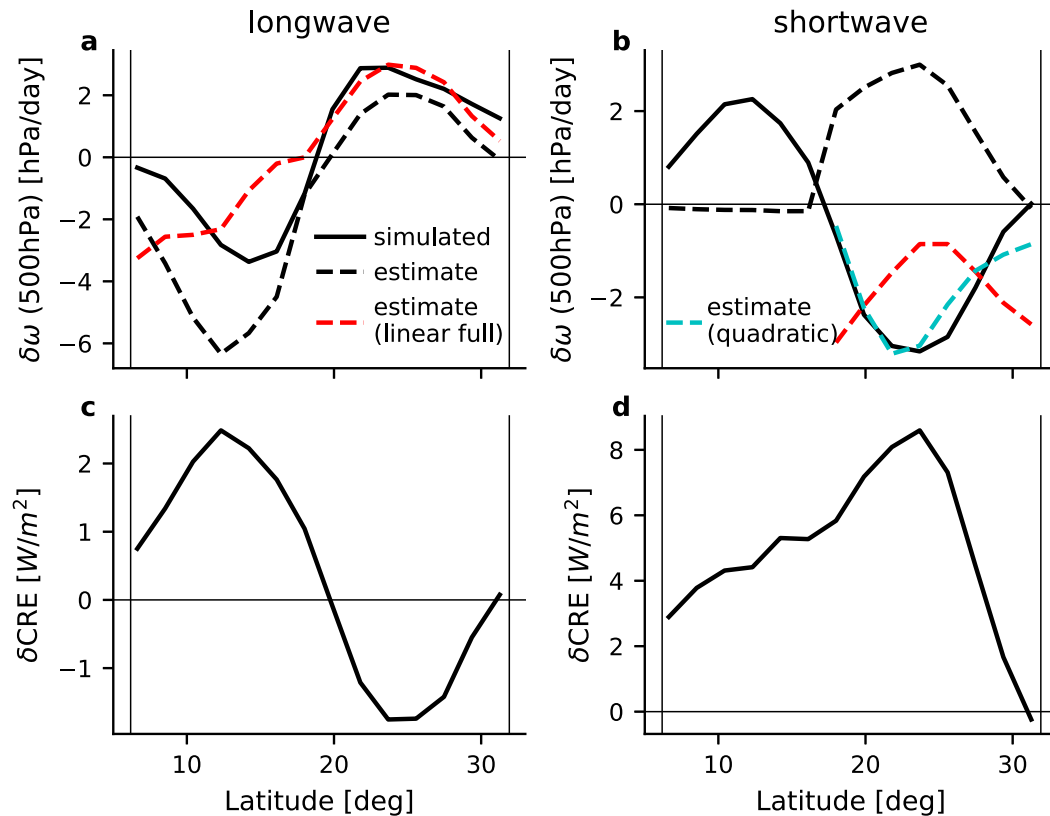 longwave
shortwave
a
b
δω (500hPa) [hPa/day]
2
0
−2
−4
−6
simulated
estimate
estimate
(linear full)
δω (500hPa) [hPa/day]
2
0
−2
estimate
(quadratic)
c
d
δCRE [W/m²]
2
1
0
−1
10
20
30
Latitude [deg]
δCRE [W/m²]
8
6
4
2
0
10
20
30
Latitude [deg]